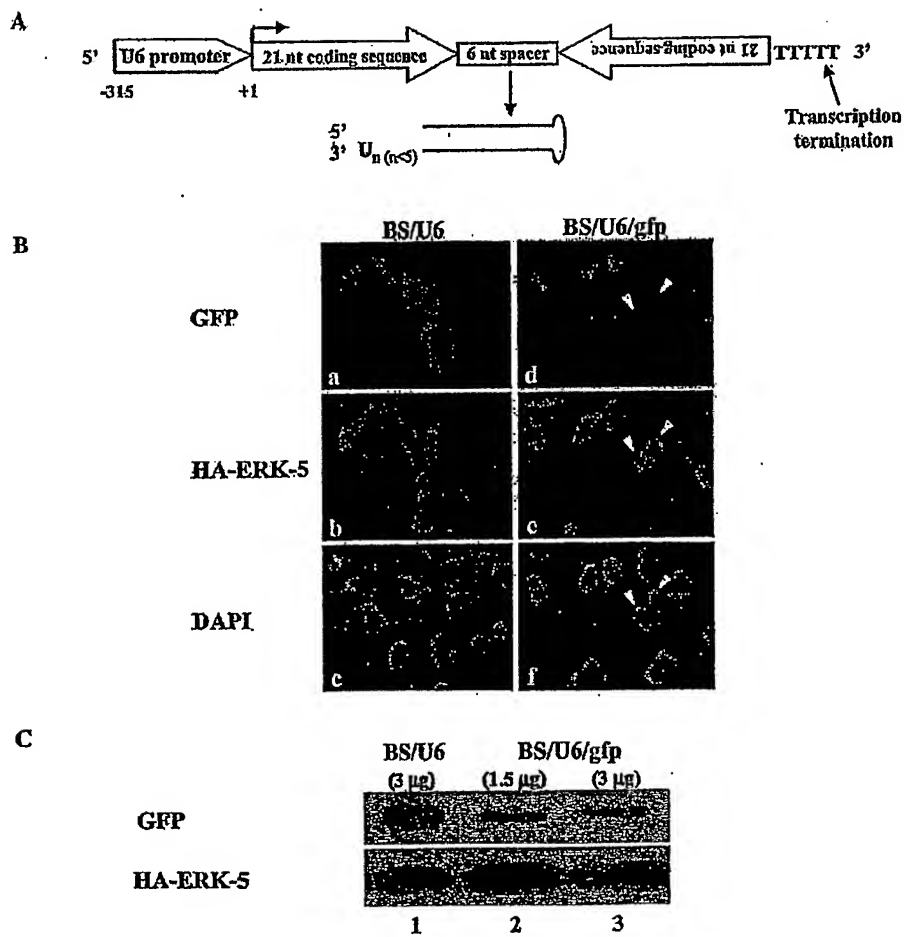 A
5' U6 promoter 21 nt coding sequence 6 nt spacer 21 nt coding sequence TTTTT 3'
-315 +1
Transcription
termination
5'
3' Un (n<5)
B
BS/U6 BS/U6/gfp
GFP
a d
HA-ERK-5
b e
DAPI
c f
C
BS/U6 BS/U6/gfp
(3 µg) (1.5 µg) (3 µg)
GFP
HA-ERK-5
1 2 3